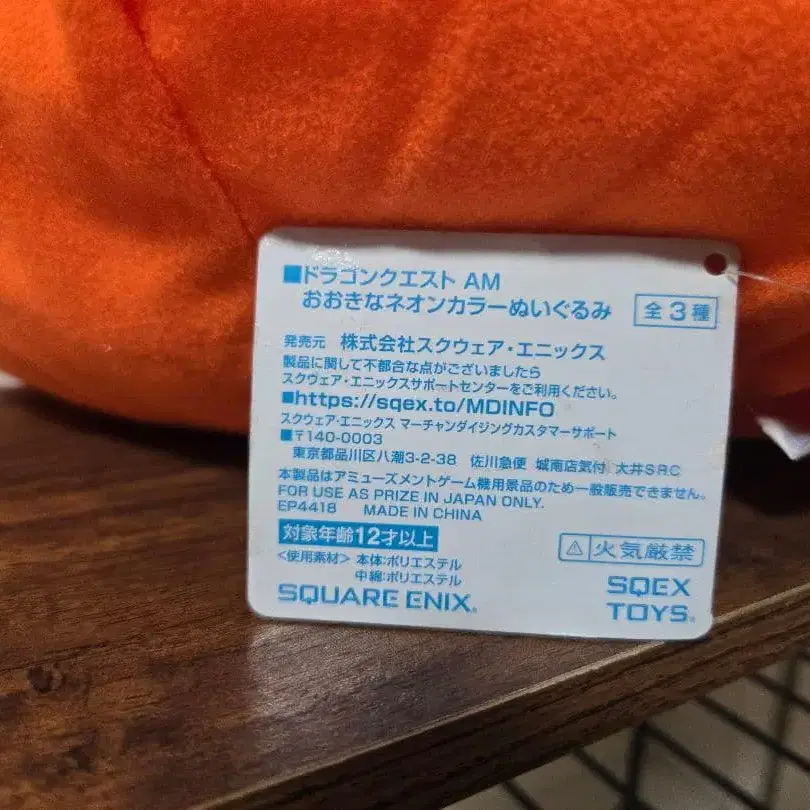 ■ドラゴンクエスト AM
おおきなネオンカラーぬいぐるみ 全3種
発売元 株式会社スクウェア・エニックス
製品に関して不都合な点がございましたら
スクウェア・エニックスサポートセンターをご利用ください。
■https://sqex.to/MDINFO
スクウェア・エニックス マーチャンダイジングカスタマーサポート
■〒140-0003
東京都品川区八潮3-2-38 佐川急便 城南店気付 大井S.R.C
本製品はアミューズメントゲーム機用景品のため一般販売できません。
FOR USE AS PRIZE IN JAPAN ONLY.
EP4418 MADE IN CHINA
対象年齢12才以上
⚠火気厳禁
<使用素材> 本体:ポリエステル
中綿:ポリエステル
SQUARE ENIX®
SQEX
TOYS®